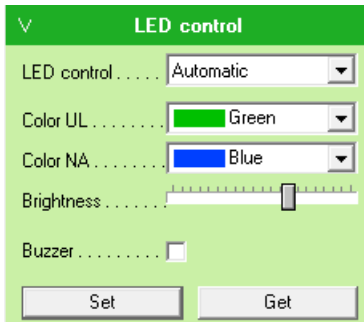 V LED control
LED control..... Automatic
Color UL........ Green
Color NA........ Blue
Brightness.......
Buzzer.........
Set Get